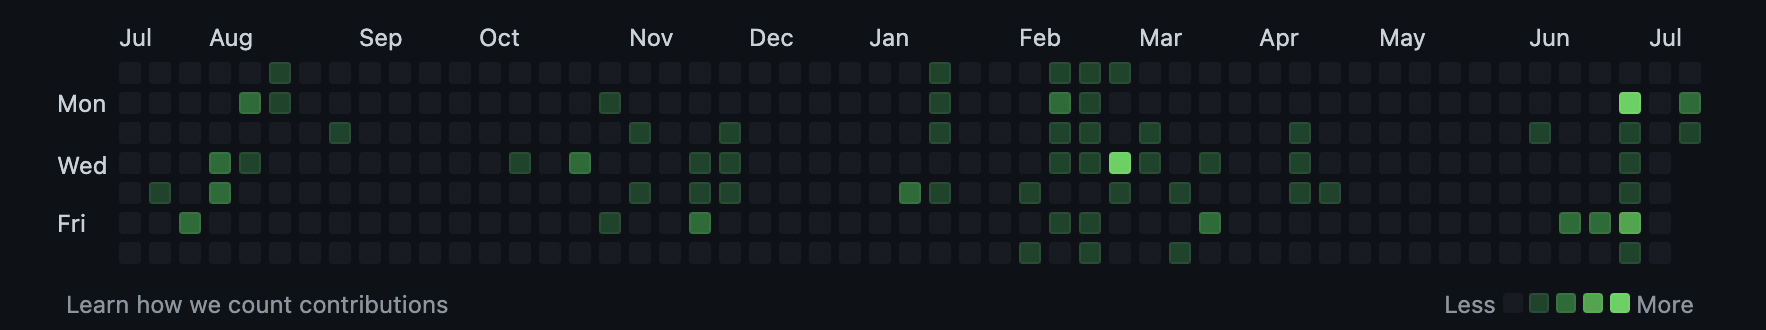 Jul Aug Sep Oct Nov Dec Jan Feb Mar Apr May Jun Jul
Mon
Wed
Fri
Learn how we count contributions Less More